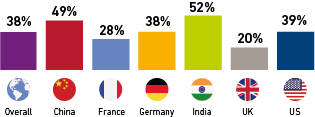 38% 49% 28% 38% 52% 20% 39%
Overall China France Germany India UK US